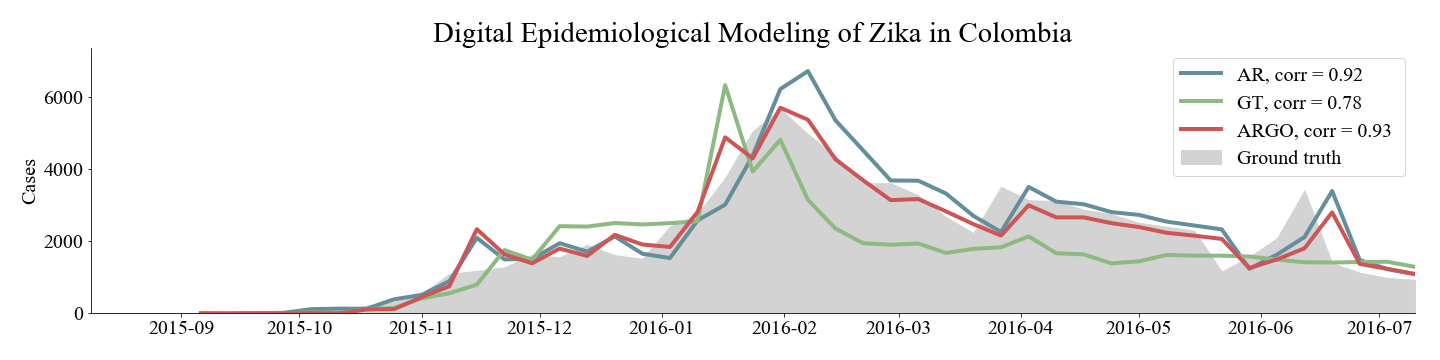 Digital Epidemiological Modeling of Zika in Colombia
Cases
6000
4000
2000
0
AR, corr = 0.92
GT, corr = 0.78
ARGO, corr = 0.93
Ground truth
2015-09 2015-10 2015-11 2015-12 2016-01 2016-02 2016-03 2016-04 2016-05 2016-06 2016-07